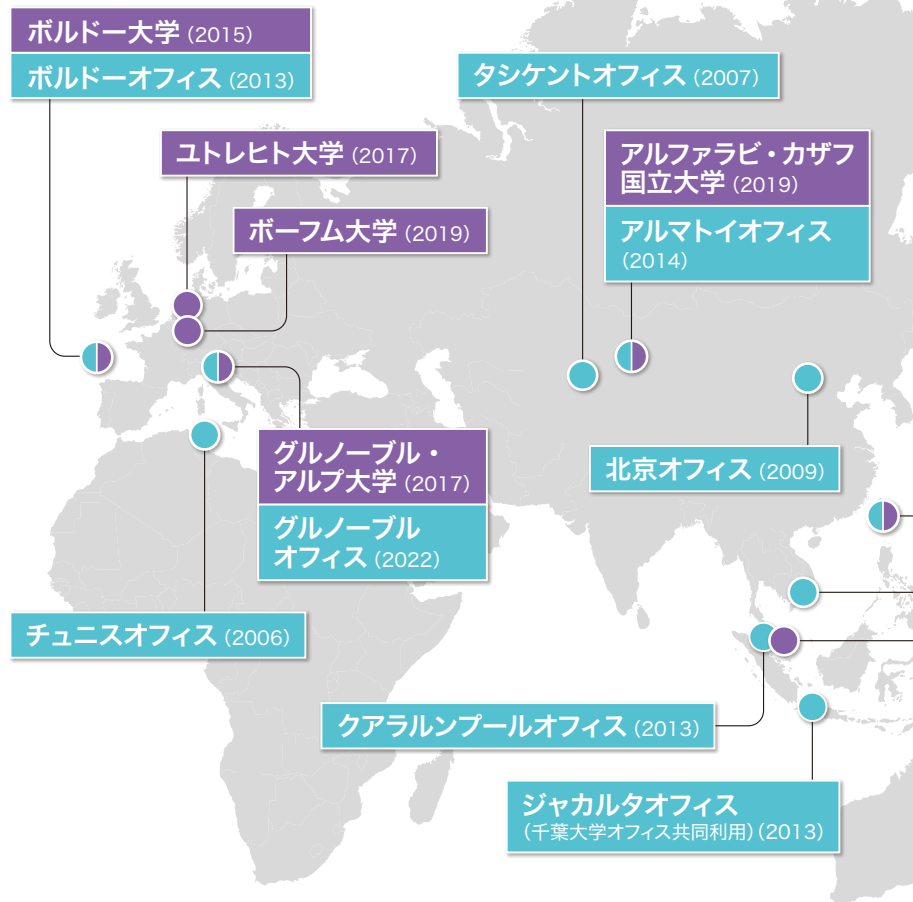 ボルドー大学 (2015)
ボルドーオフィス (2013)
タシケントオフィス (2007)
ユトレヒト大学 (2017)
アルファラビ・カザフ
国立大学 (2019)
アルマトイオフィス
(2014)
ボーフム大学 (2019)
グルノーブル・
アルプ大学 (2017)
グルノーブル
オフィス (2022)
北京オフィス (2009)
チュニスオフィス (2006)
クアラルンプールオフィス (2013)
ジャカルタオフィス
(千葉大学オフィス共同利用) (2013)